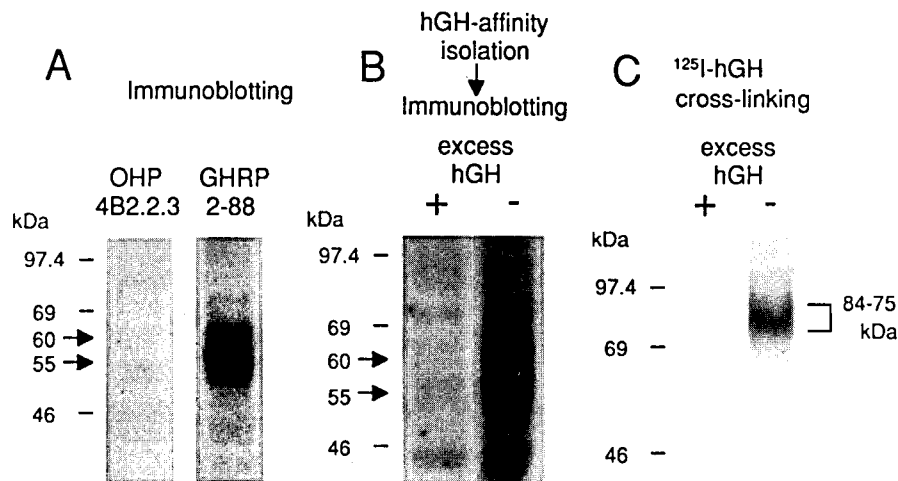 A
Immunoblotting
OHP GHRP
4B2.2.3 2-88
kDa
97.4
69
60
55
46
B
hGH-affinity
isolation
Immunoblotting
excess
hGH
+ -
kDa
97.4
69
60
55
46
C
¹²⁵I-hGH
cross-linking
excess
hGH
+ -
kDa
97.4
69
46
84-75
kDa